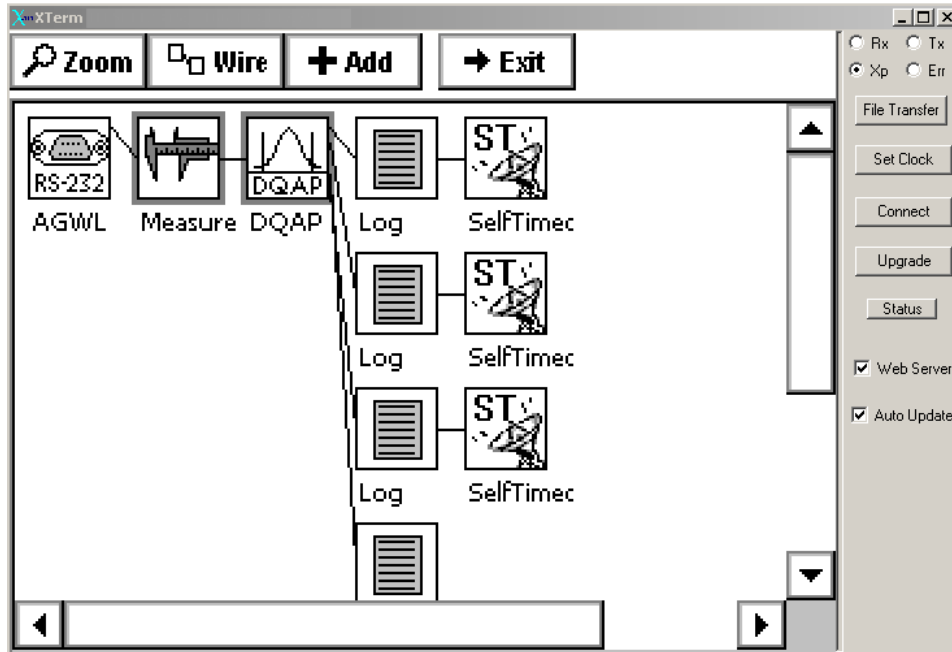 XTerm
Zoom Wire Add Exit
Rx Tx
Xp Err
File Transfer
Set Clock
Connect
Upgrade
Status
Web Server
Auto Update
RS-232 DQAP ST
AGWL Measure DQAP Log SelfTimec
ST
Log SelfTimec
ST
Log SelfTimec